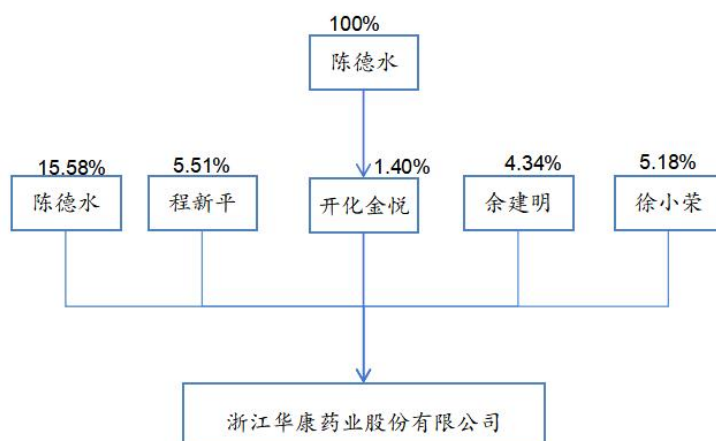 100%
陈德水
15.58%
5.51%
1.40%
4.34%
5.18%
陈德水
程新平
开化金悦
余建明
徐小荣
浙江华康药业股份有限公司